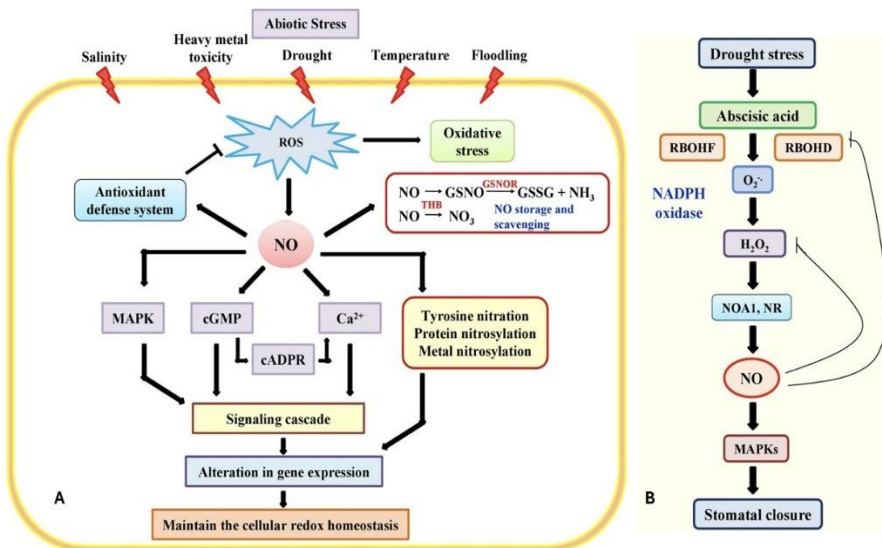 Abiotic Stress
Salinity
Heavy metal
toxicity
Drought
Temperature
Floodling
ROS
Oxidative
stress
Antioxidant
defense system
NO → GSNO GSNOR → GSSG + NH3
NO THB → NO3
NO storage and
scavenging
NO
MAPK
cGMP
Ca2+
cADPR
Tyrosine nitration
Protein nitrosylation
Metal nitrosylation
Signaling cascade
Alteration in gene expression
Maintain the cellular redox homeostasis
A
Drought stress
Abscisic acid
RBOHF
RBOHD
O2−·
NADPH
oxidase
H2O2
NOA1, NR
NO
MAPKs
Stomatal closure
B